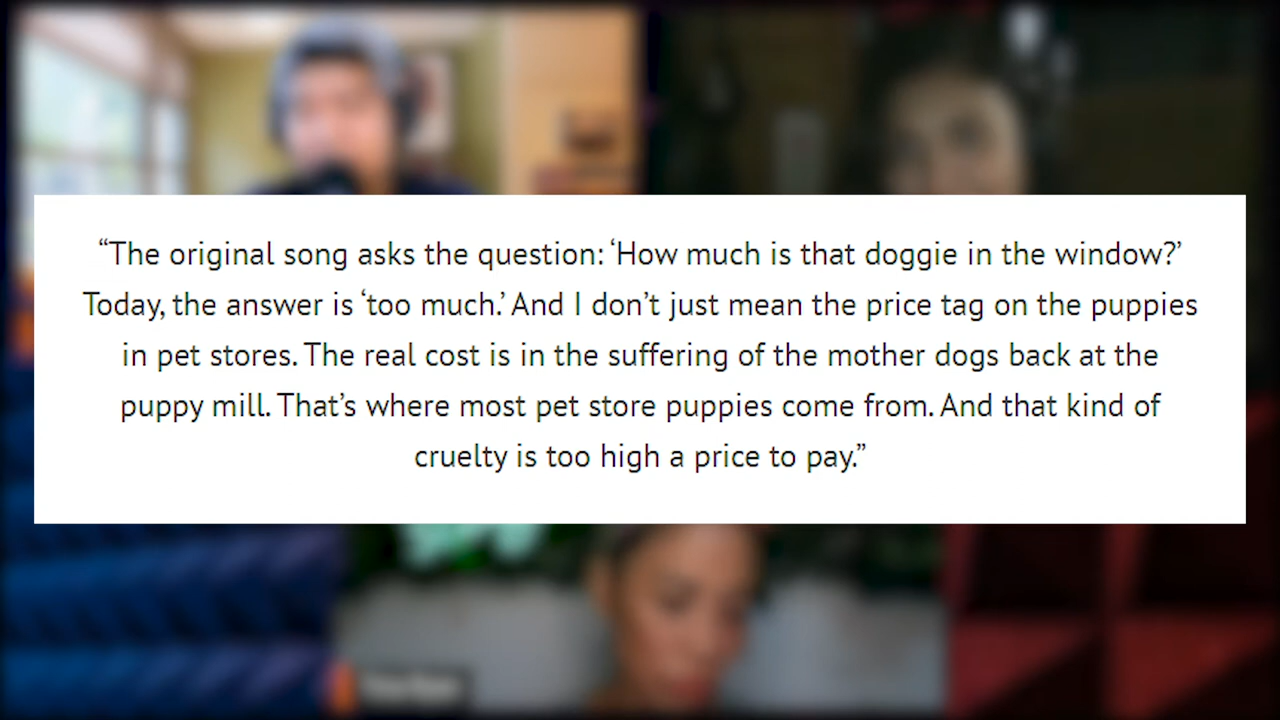 “The original song asks the question: ‘How much is that doggie in the window?’
Today, the answer is ‘too much.’ And I don’t just mean the price tag on the puppies
in pet stores. The real cost is in the suffering of the mother dogs back at the
puppy mill. That’s where most pet store puppies come from. And that kind of
cruelty is too high a price to pay.”